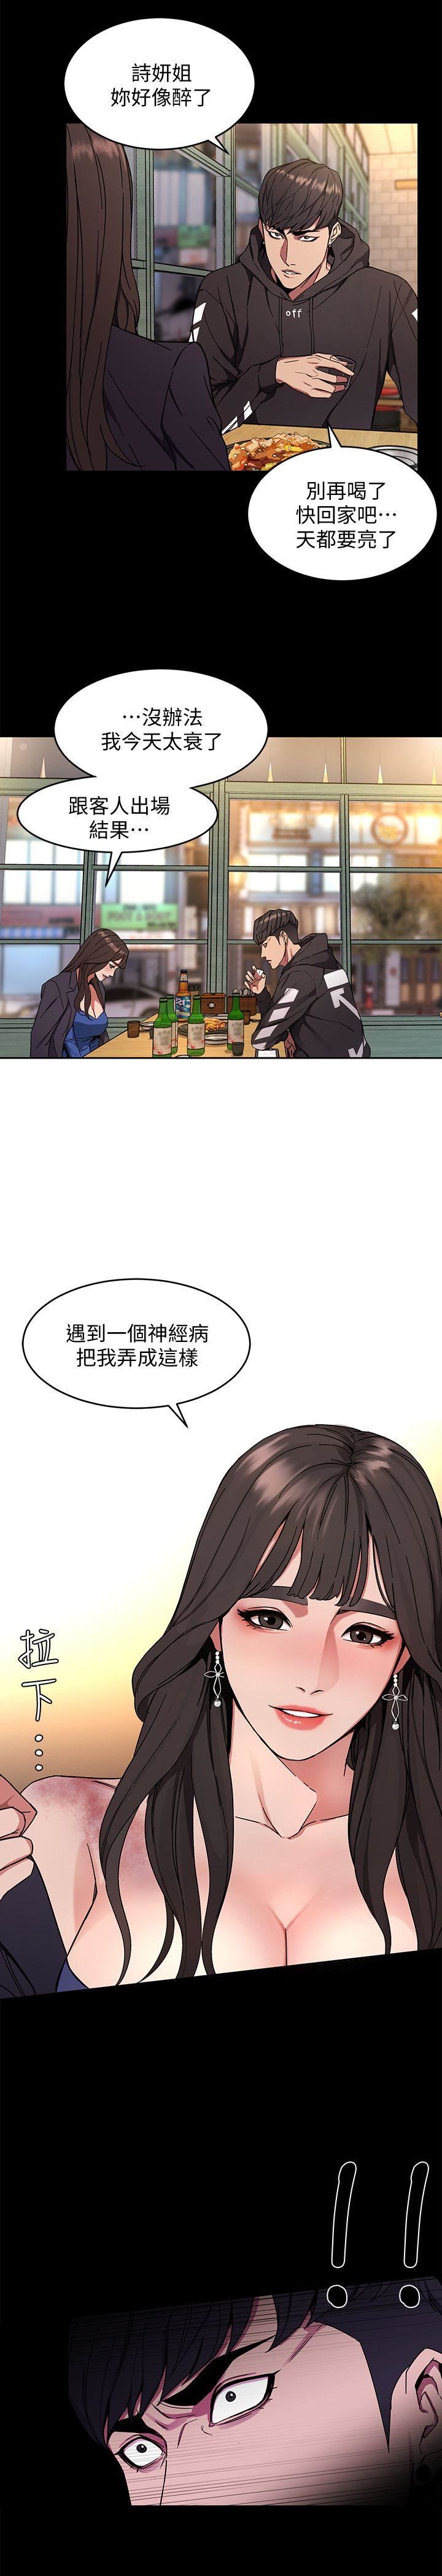 詩妍姐
妳好像醉了
off
別再喝了
快回家吧⋯
天都要亮了
⋯沒辦法
我今天太衰了
跟客人出場
結果⋯
遇到一個神經病
把我弄成這樣
拉下⋯
!!